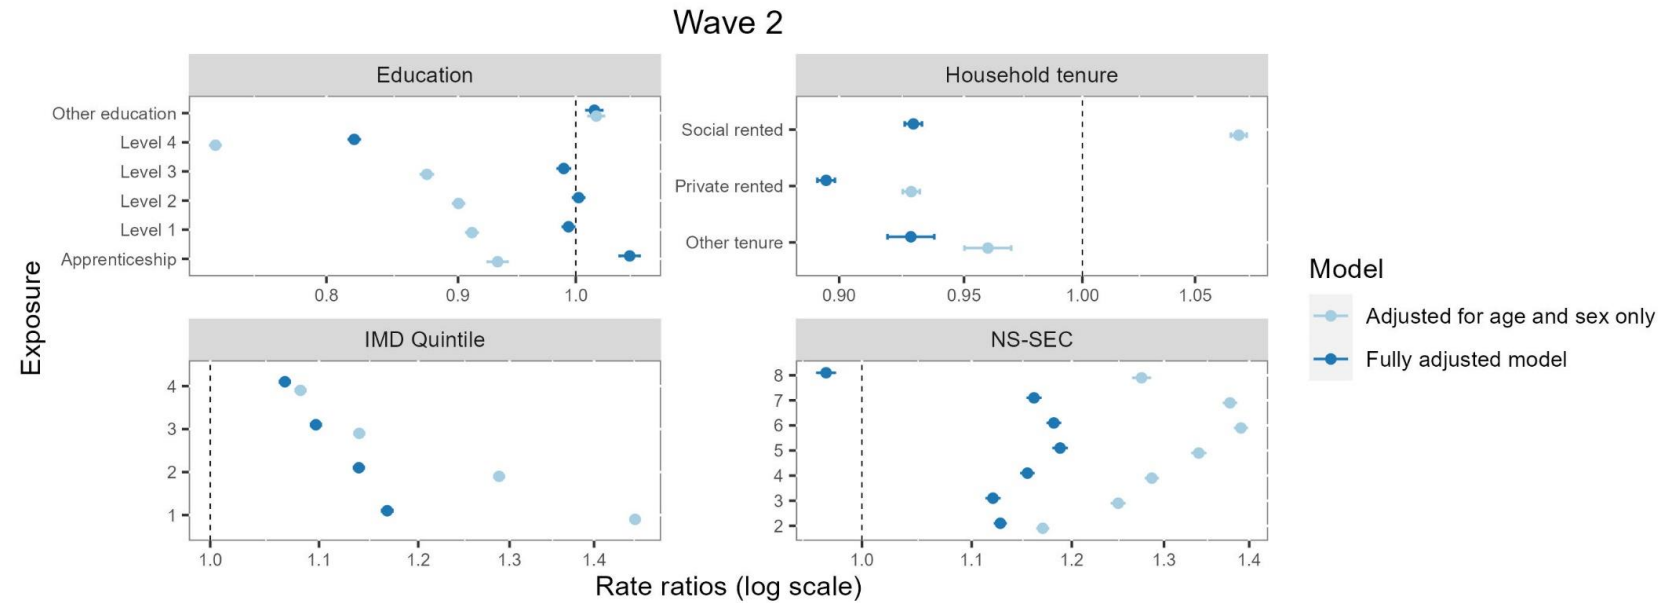 Wave 2
Education
Household tenure
Other education
Level 4
Level 3
Level 2
Level 1
Apprenticeship
0.8 0.9 1.0
Social rented
Private rented
Other tenure
0.90 0.95 1.00 1.05
Exposure
IMD Quintile
4
3
2
1
1.0 1.1 1.2 1.3 1.4
NS-SEC
8
7
6
5
4
3
2
1.0 1.1 1.2 1.3 1.4
Rate ratios (log scale)
Model
Adjusted for age and sex only
Fully adjusted model